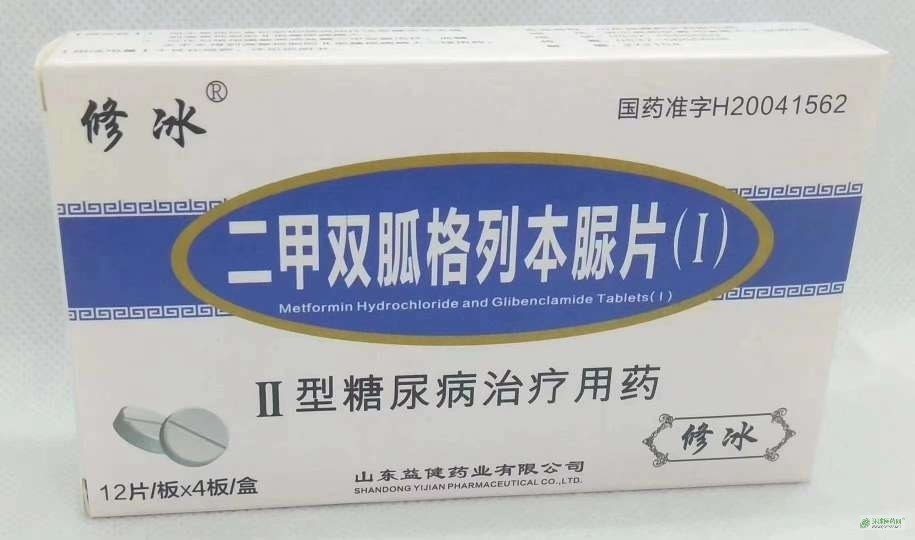 修冰®
国药准字H20041562
二甲双胍格列本脲片(Ⅰ)
Metformin Hydrochloride and Glibenclamide Tablets(Ⅰ)
Ⅱ型糖尿病治疗用药
修冰
12片/板x4板/盒
山东益健药业有限公司
SHANDONG YIJIAN PHARMACEUTICAL CO.,LTD.